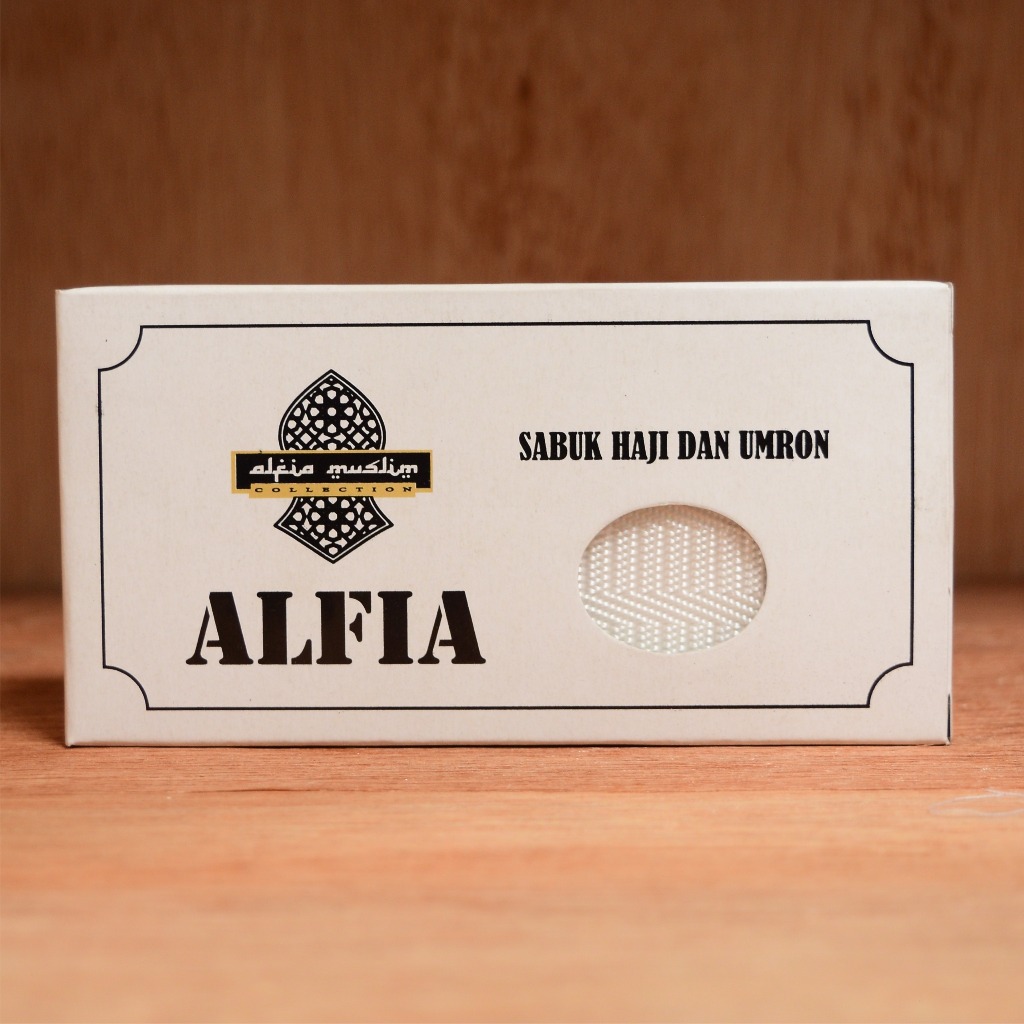 alfia muslim
COLLECTION
ALFIA
SABUK HAJI DAN UMRON